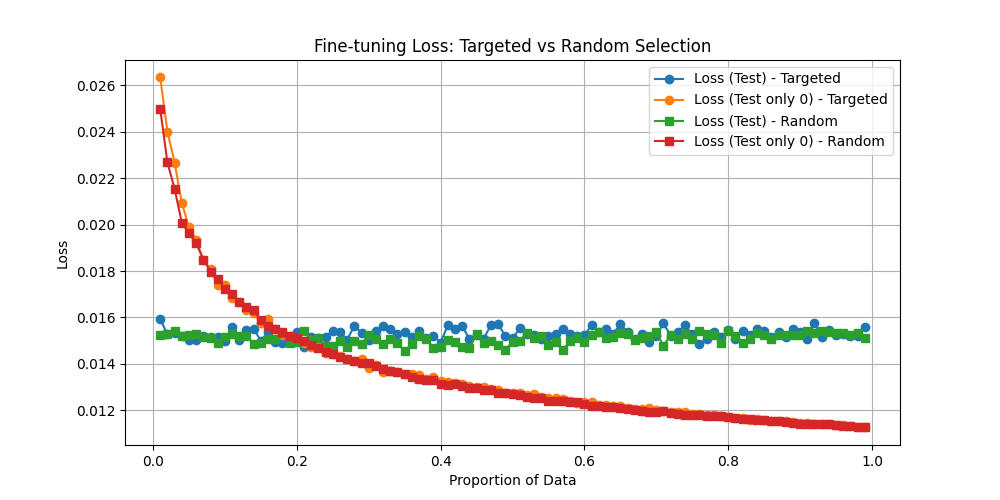 Fine-tuning Loss: Targeted vs Random Selection
Loss (Test) - Targeted
Loss (Test only 0) - Targeted
Loss (Test) - Random
Loss (Test only 0) - Random
0.026
0.024
0.022
0.020
0.018
0.016
0.014
0.012
Loss
0.0 0.2 0.4 0.6 0.8 1.0
Proportion of Data